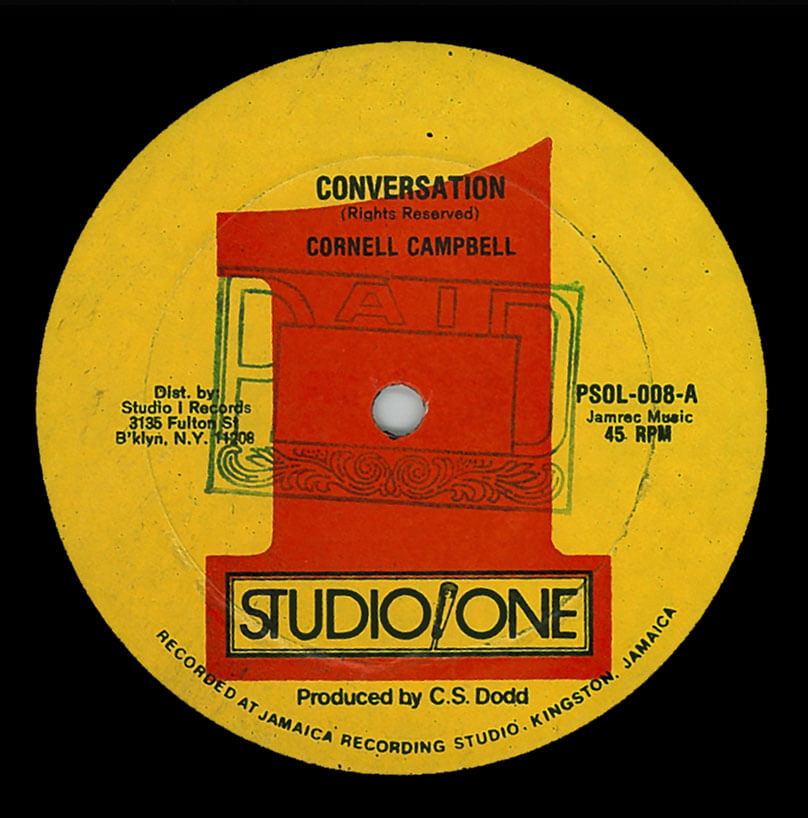 CONVERSATION
(Rights Reserved)
CORNELL CAMPBELL
PAID
Dist. by:
Studio I Records
3135 Fulton St
B'klyn, N.Y. 11208
PSOL-008-A
Jamrec Music
45 RPM
STUDIO ONE
Produced by C.S. Dodd
RECORDED AT JAMAICA RECORDING STUDIO. KINGSTON, JAMAICA